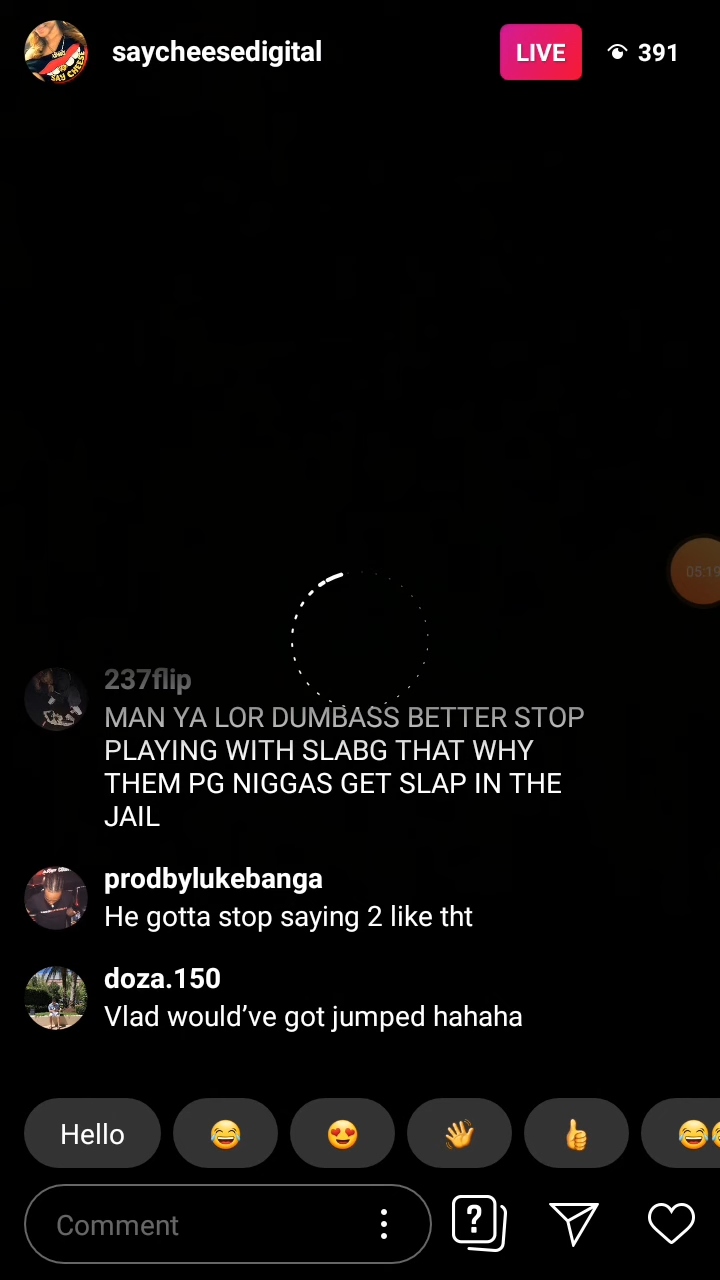 saycheesedigital
LIVE
391
05:19
237flip
MAN YA LOR DUMBASS BETTER STOP
PLAYING WITH SLABG THAT WHY
THEM PG NIGGAS GET SLAP IN THE
JAIL
prodbylukebanga
He gotta stop saying 2 like tht
doza.150
Vlad would’ve got jumped hahaha
Hello
Comment
?